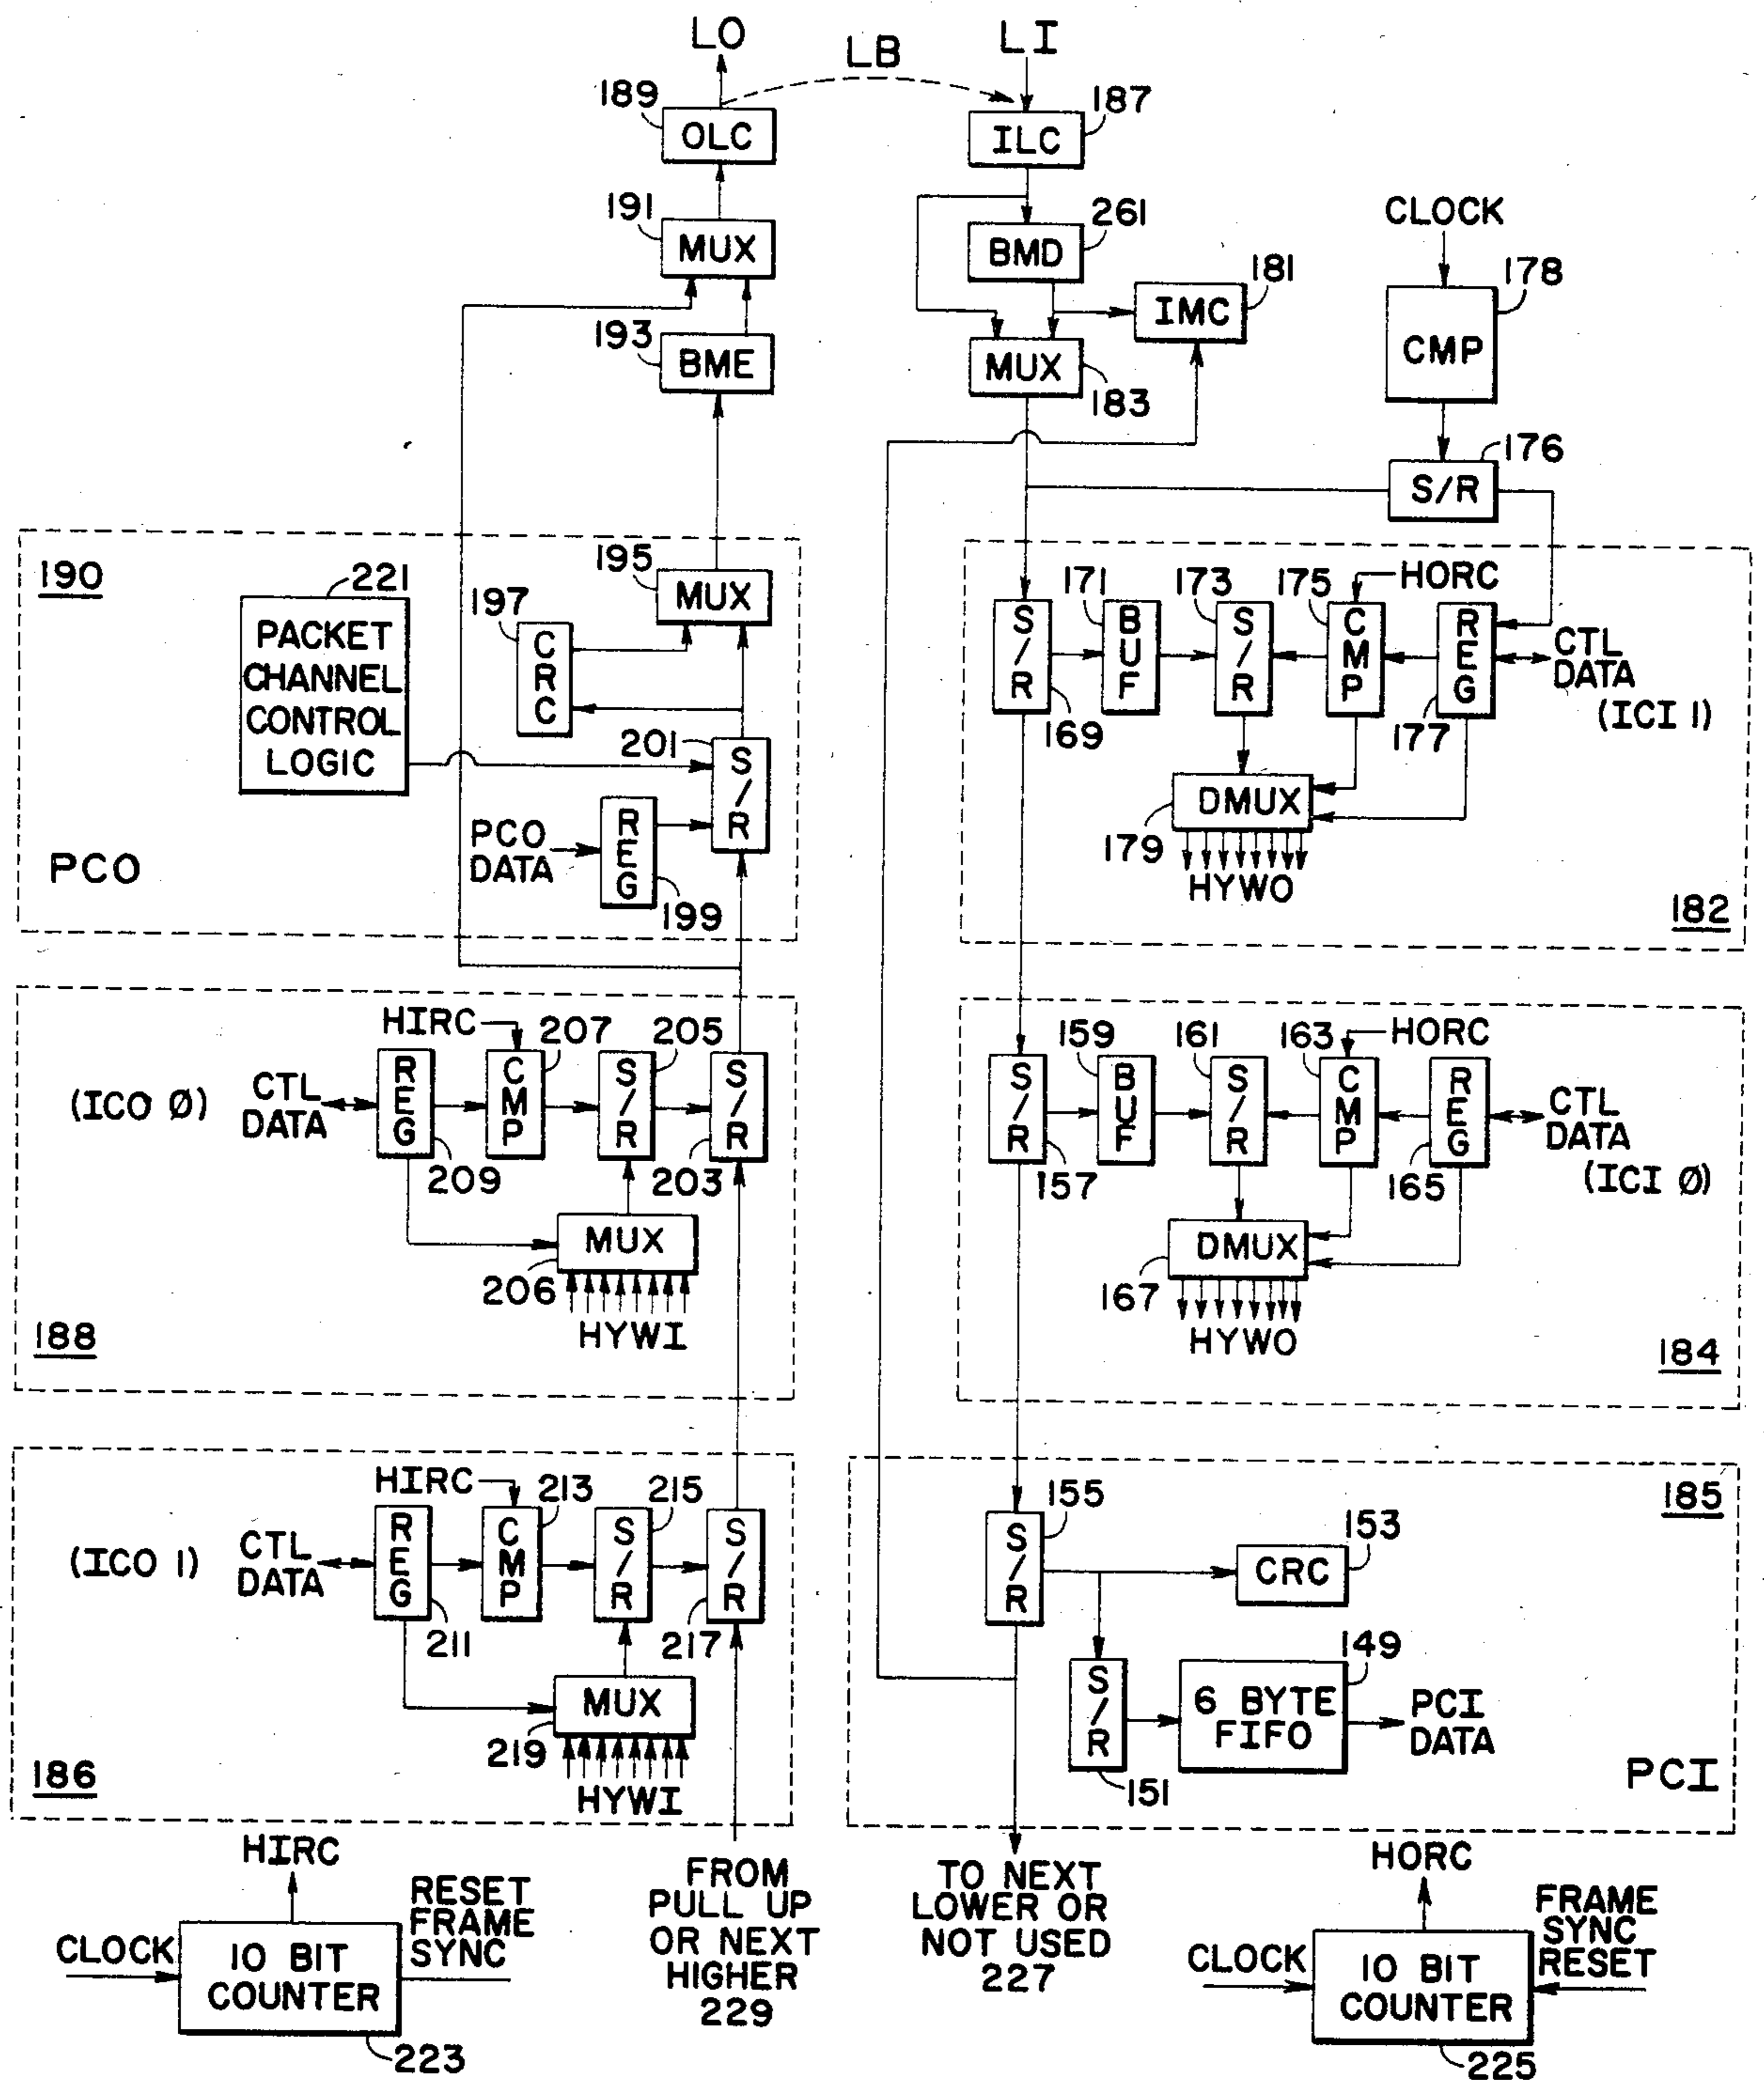 LO
LB
LI
189
OLC
187
ILC
191
MUX
261
BMD
CLOCK
193
BME
181
IMC
178
CMP
MUX
183
176
S/R
190
221
PACKET
CHANNEL
CONTROL
LOGIC
197
CRC
195
MUX
201
S/R
PCO
DATA
REG
199
PCO
S/R
169
171
BUF
173
S/R
175
CMP
HORC
REG
177
CTL
DATA
(ICI 1)
DMUX
179
HYWO
182
(ICO Ø)
CTL
DATA
HIRC
REG
209
207
CMP
205
S/R
S/R
203
MUX
206
HYWI
188
S/R
157
159
BUF
161
S/R
163
CMP
HORC
REG
165
CTL
DATA
(ICI Ø)
DMUX
167
HYWO
184
(ICO 1)
CTL
DATA
HIRC
REG
211
213
CMP
215
S/R
S/R
217
MUX
219
HYWI
186
155
S/R
153
CRC
185
S/R
151
149
6 BYTE
FIFO
PCI
DATA
PCI
HIRC
CLOCK
10 BIT
COUNTER
RESET
FRAME
SYNC
223
FROM
PULL UP
OR NEXT
HIGHER
229
TO NEXT
LOWER OR
NOT USED
227
HORC
CLOCK
10 BIT
COUNTER
FRAME
SYNC
RESET
225